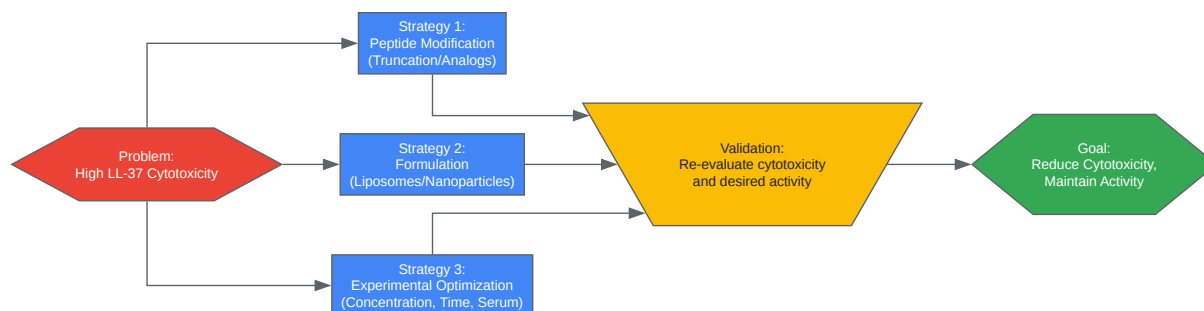 Strategy 1:
Peptide Modification
(Truncation/Analogs)
Problem:
High LL-37 Cytotoxicity
Strategy 2:
Formulation
(Liposomes/Nanoparticles)
Validation:
Re-evaluate cytotoxicity
and desired activity
Goal:
Reduce Cytotoxicity,
Maintain Activity
Strategy 3:
Experimental Optimization
(Concentration, Time, Serum)